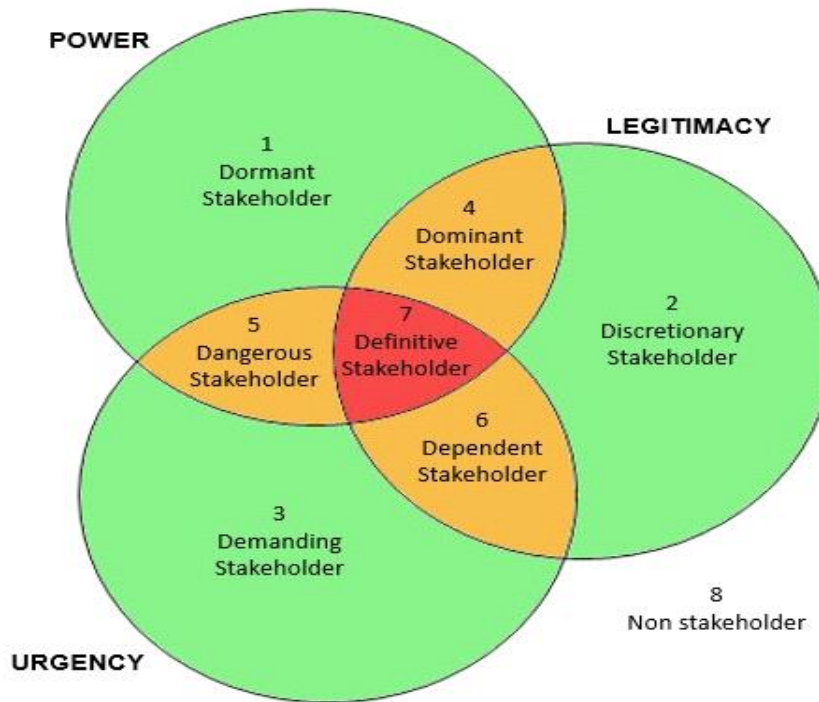 POWER
LEGITIMACY
1
Dormant
Stakeholder
4
Dominant
Stakeholder
2
Discretionary
Stakeholder
5
Dangerous
Stakeholder
7
Definitive
Stakeholder
6
Dependent
Stakeholder
3
Demanding
Stakeholder
8
Non stakeholder
URGENCY